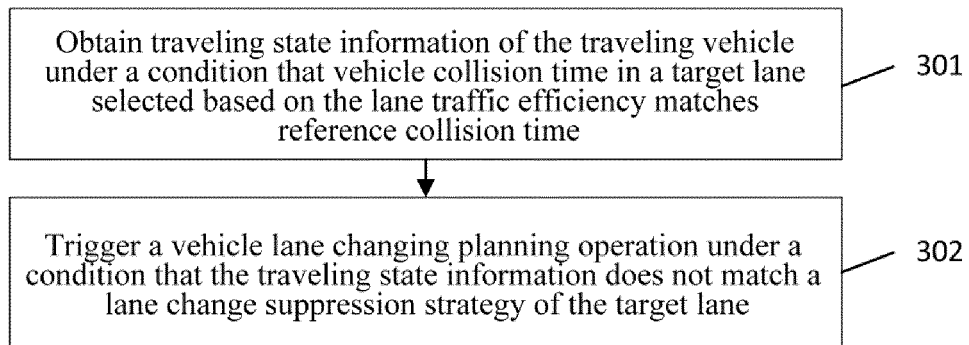 Obtain traveling state information of the traveling vehicle
under a condition that vehicle collision time in a target lane
selected based on the lane traffic efficiency matches
reference collision time
301
Trigger a vehicle lane changing planning operation under a
condition that the traveling state information does not match a
lane change suppression strategy of the target lane
302